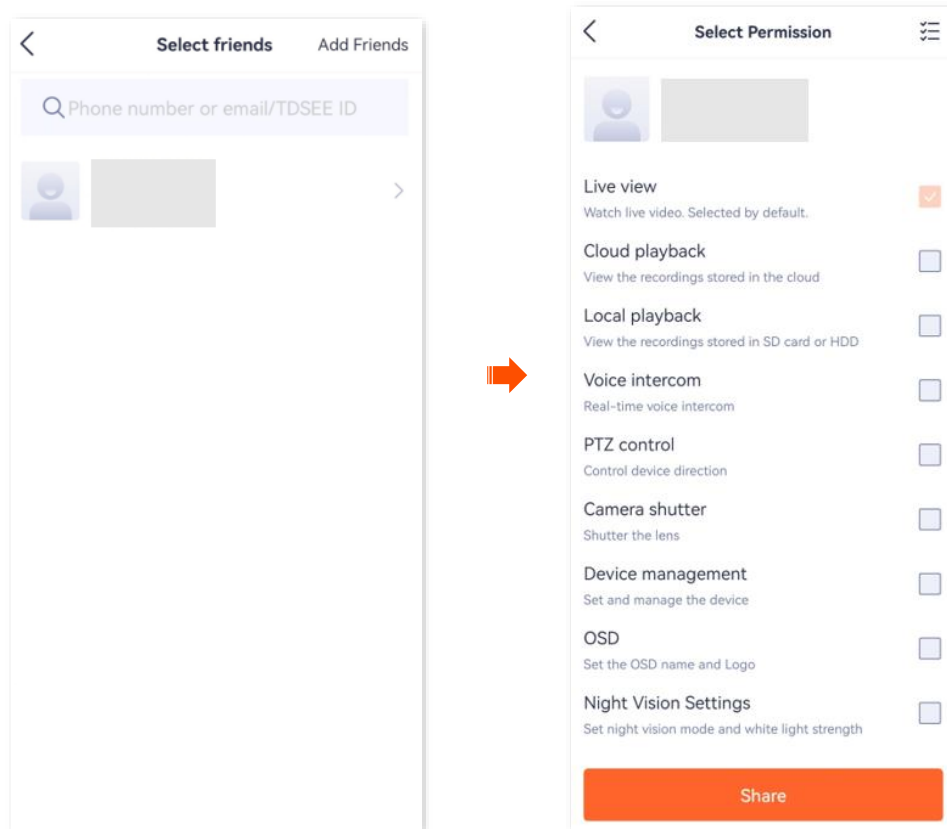 Select friends
Add Friends
Phone number or email/TDSEE ID
Select Permission
Live view
Watch live video. Selected by default.
Cloud playback
View the recordings stored in the cloud
Local playback
View the recordings stored in SD card or HDD
Voice intercom
Real-time voice intercom
PTZ control
Control device direction
Camera shutter
Shutter the lens
Device management
Set and manage the device
OSD
Set the OSD name and Logo
Night Vision Settings
Set night vision mode and white light strength
Share